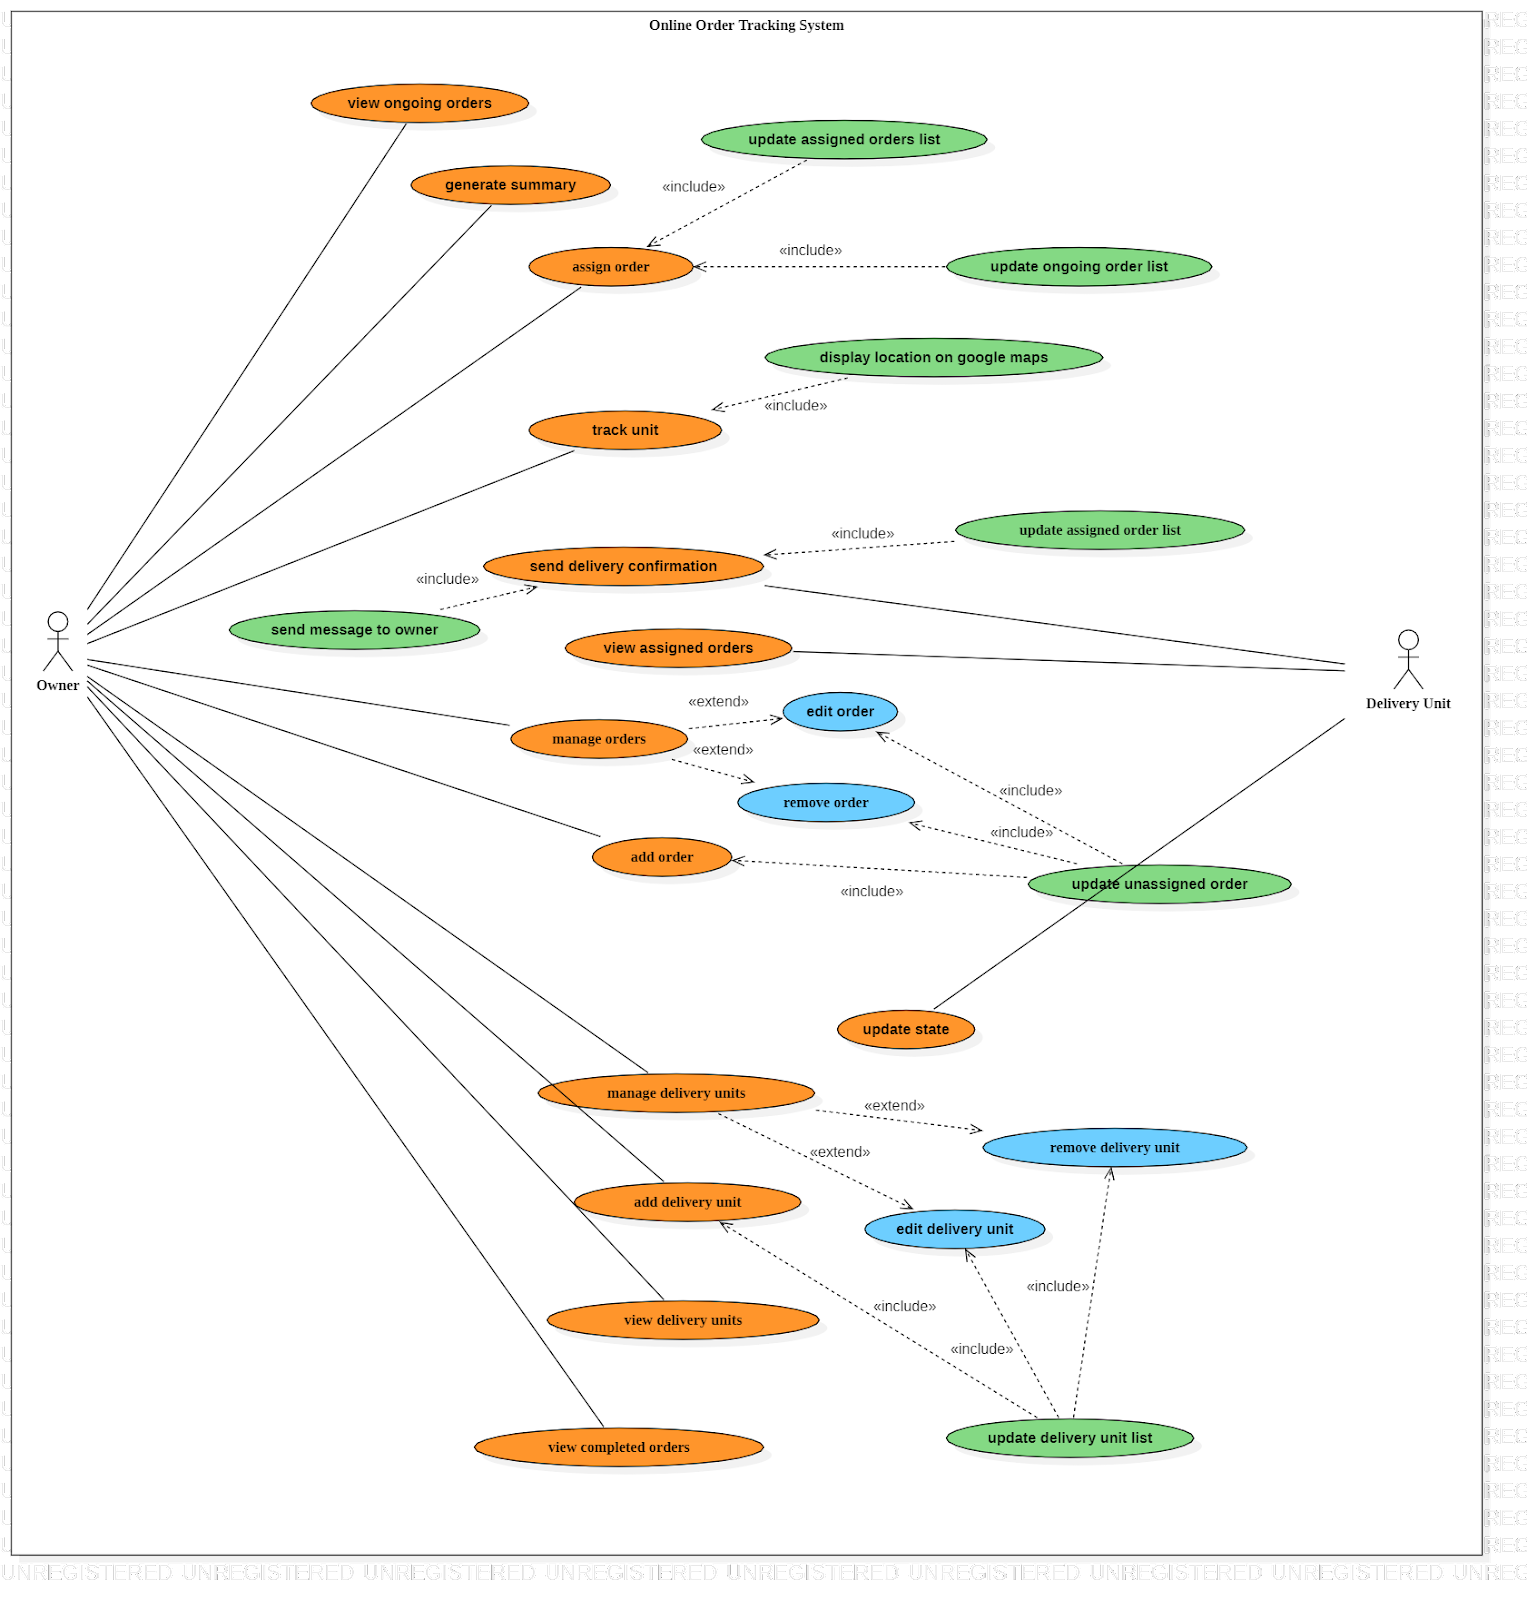 Online Order Tracking System
view ongoing orders
update assigned orders list
generate summary
«include»
«include»
assign order
update ongoing order list
display location on google maps
«include»
track unit
update assigned order list
«include»
send delivery confirmation
«include»
send message to owner
view assigned orders
Owner
Delivery Unit
«extend»
edit order
manage orders
«extend»
«include»
remove order
«include»
add order
«include»
update unassigned order
update state
manage delivery units
«extend»
remove delivery unit
«extend»
add delivery unit
edit delivery unit
«include»
«include»
view delivery units
«include»
update delivery unit list
view completed orders
UNREGISTERED UNREGISTERED UNREGISTERED UNREGISTERED UNREGISTERED UNREGISTERED UNREGISTERED UNREGISTERED UNREG